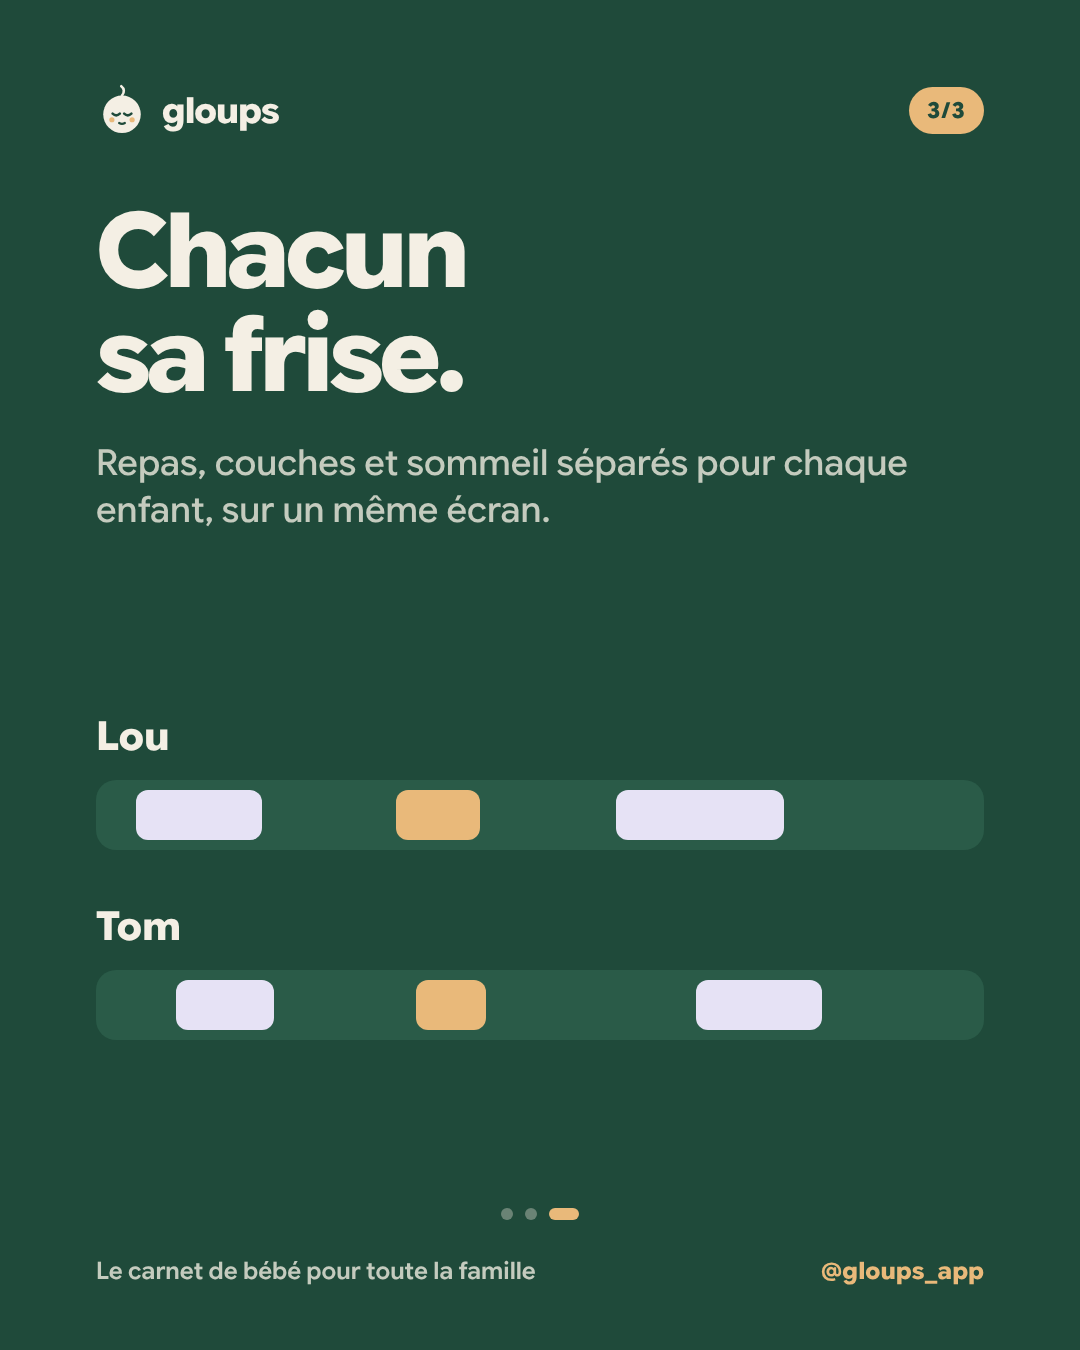 gloups
3/3
Chacun
sa frise.
Repas, couches et sommeil séparés pour chaque
enfant, sur un même écran.
Lou
Tom
Le carnet de bébé pour toute la famille
@gloups_app